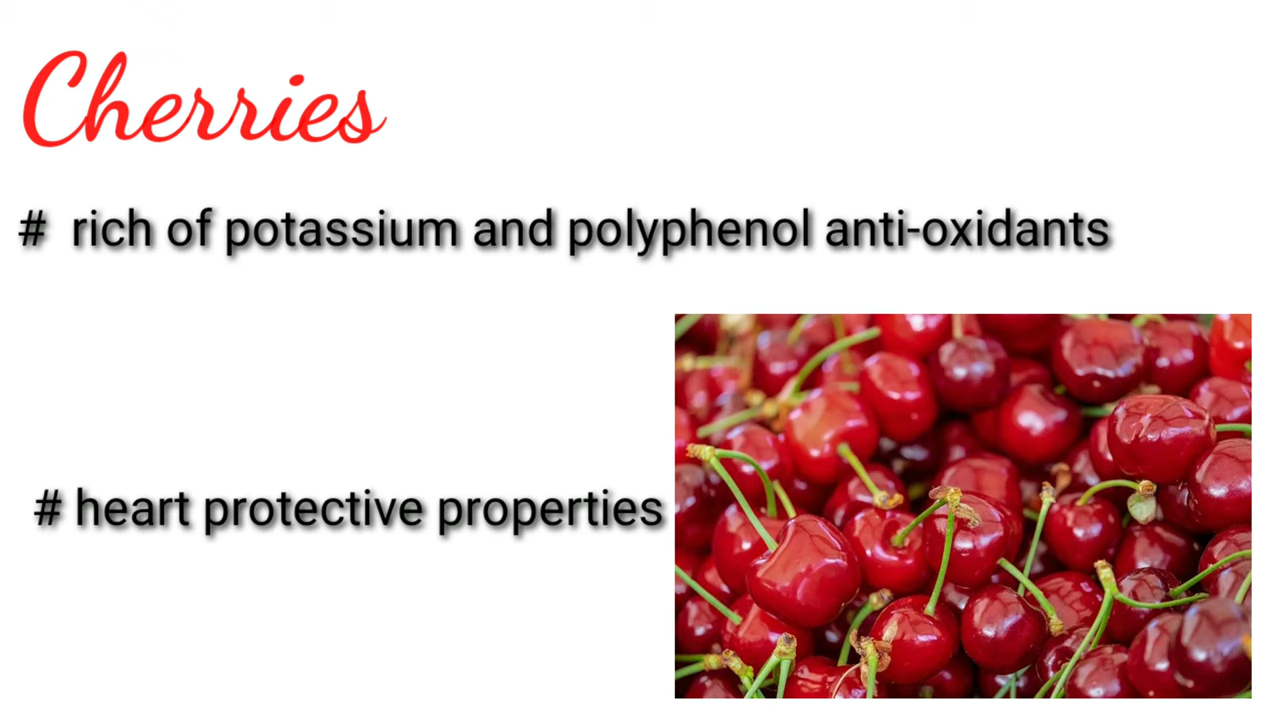 Cherries
# rich of potassium and polyphenol anti-oxidants
# heart protective properties